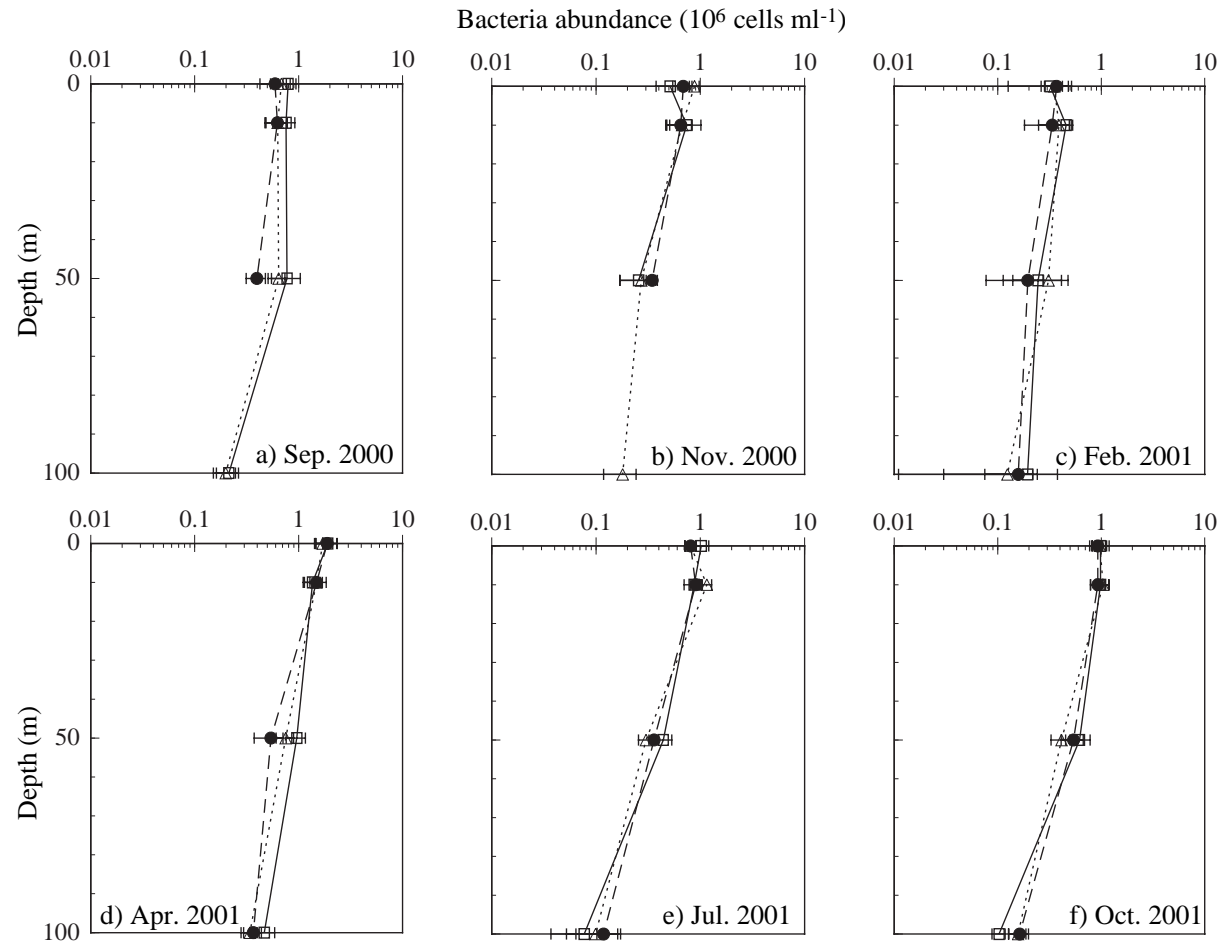 Bacteria abundance (10⁶ cells ml⁻¹)
0.01 0.1 1 10 0.01 0.1 1 10 0.01 0.1 1 10
0
50
100
Depth (m)
a) Sep. 2000 b) Nov. 2000 c) Feb. 2001
0.01 0.1 1 10 0.01 0.1 1 10 0.01 0.1 1 10
0
50
100
Depth (m)
d) Apr. 2001 e) Jul. 2001 f) Oct. 2001